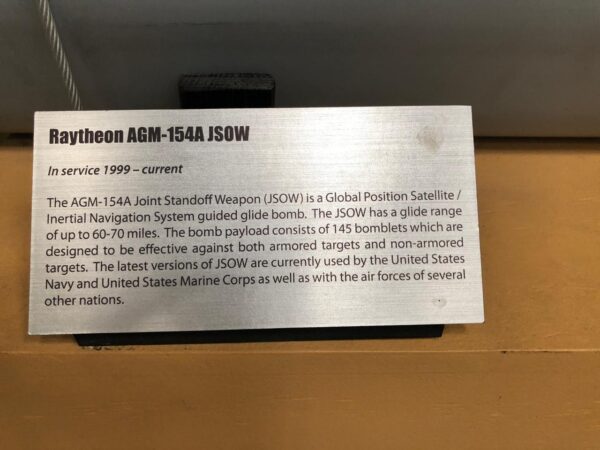 Raytheon AGM-154A JSOW
In service 1999 – current
The AGM-154A Joint Standoff Weapon (JSOW) is a Global Position Satellite /
Inertial Navigation System guided glide bomb. The JSOW has a glide range
of up to 60-70 miles. The bomb payload consists of 145 bomblets which are
designed to be effective against both armored targets and non-armored
targets. The latest versions of JSOW are currently used by the United States
Navy and United States Marine Corps as well as with the air forces of several
other nations.